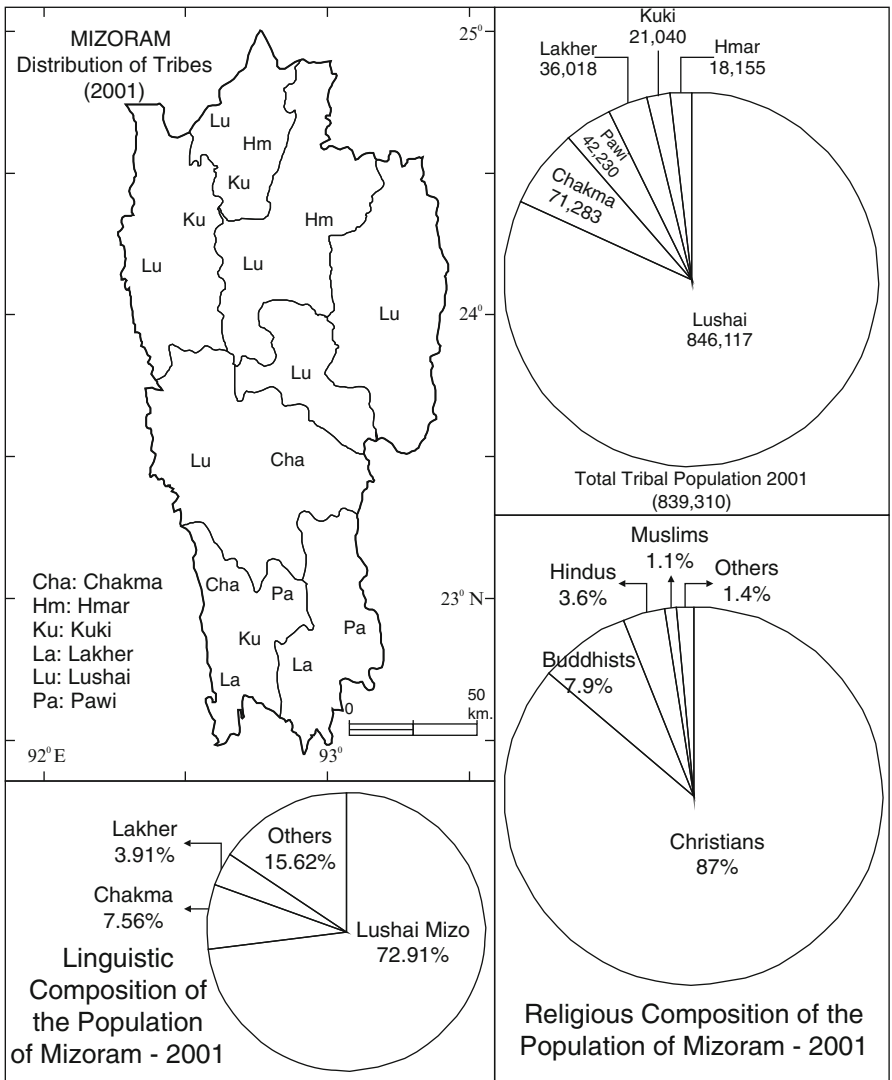 MIZORAM
Distribution of Tribes
(2001)
25°
Lu
Hm
Ku
Ku
Hm
Lu
Lu
Lu
24°
Lu
Lu
Cha
Cha
Pa
Ku
Pa
La
La
23° N
Cha: Chakma
Hm: Hmar
Ku: Kuki
La: Lakher
Lu: Lushai
Pa: Pawi
0
50
km.
92° E
93°
Kuki
21,040
Lakher
36,018
Hmar
18,155
Pawi
42,230
Chakma
71,283
Lushai
846,117
Total Tribal Population 2001
(839,310)
Muslims
1.1%
Hindus
3.6%
Others
1.4%
Buddhists
7.9%
Christians
87%
Religious Composition of the
Population of Mizoram - 2001
Lakher
3.91%
Others
15.62%
Chakma
7.56%
Lushai Mizo
72.91%
Linguistic
Composition of
the Population
of Mizoram - 2001